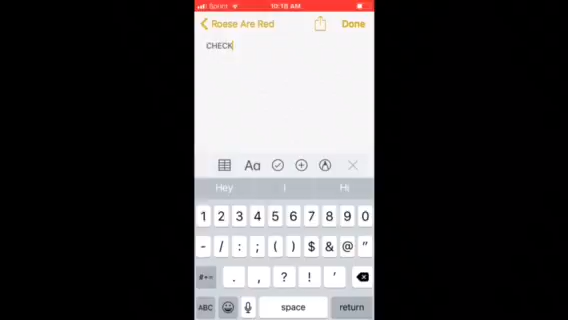 Sprint 10:18 AM
Roese Are Red Done
CHECK
Aa
Hey I Hi
1 2 3 4 5 6 7 8 9 0
- / : ; ( ) $ & @ "
#+= . , ? ! '
ABC space return